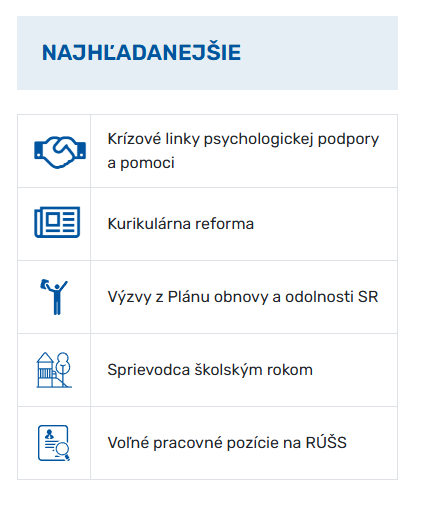 NAJHĽADANEJŠIE
Krízové linky psychologickej podpory
a pomoci
Kurikulárna reforma
Výzvy z Plánu obnovy a odolnosti SR
Sprievodca školským rokom
Voľné pracovné pozície na RÚŠS